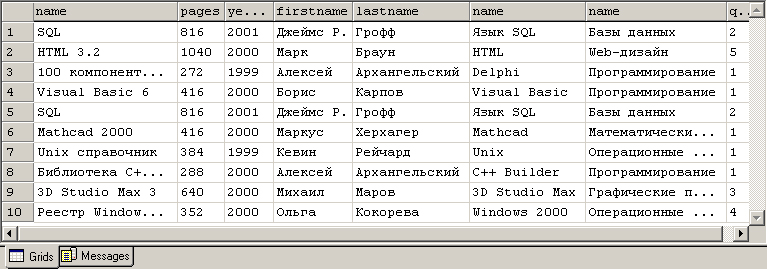 name pages ye... firstname lastname name name q...
1 SQL 816 2001 Джеймс Р. Грофф Язык SQL Базы данных 2
2 HTML 3.2 1040 2000 Марк Браун HTML Web-дизайн 5
3 100 компонент... 272 1999 Алексей Архангельский Delphi Программирование 1
4 Visual Basic 6 416 2000 Борис Карпов Visual Basic Программирование 1
5 SQL 816 2001 Джеймс Р. Грофф Язык SQL Базы данных 2
6 Mathcad 2000 416 2000 Маркус Херхагер Mathcad Математически... 1
7 Unix справочник 384 1999 Кевин Рейчард Unix Операционные ... 1
8 Библиотека C+... 288 2000 Алексей Архангельский C++ Builder Программирование 1
9 3D Studio Max 3 640 2000 Михаил Маров 3D Studio Max Графические п... 3
10 Реестр Window... 352 2000 Ольга Кокорева Windows 2000 Операционные ... 4
Grids Messages